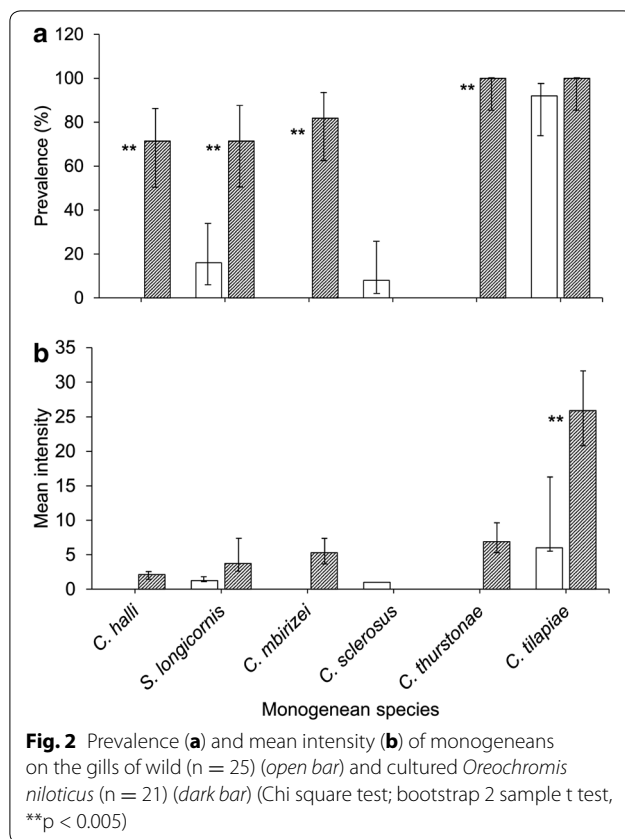 a
120
100
80
60
40
20
0
Prevalence (%)
**
**
**
**
b
35
30
25
20
15
10
5
0
Mean intensity
**
C. halli
S. longicornis
C. mbirizei
C. sclerosus
C. thurstonae
C. tilapiae
Monogenean species
Fig. 2 Prevalence (a) and mean intensity (b) of monogeneans
on the gills of wild (n = 25) (open bar) and cultured Oreochromis
niloticus (n = 21) (dark bar) (Chi square test; bootstrap 2 sample t test,
**p < 0.005)